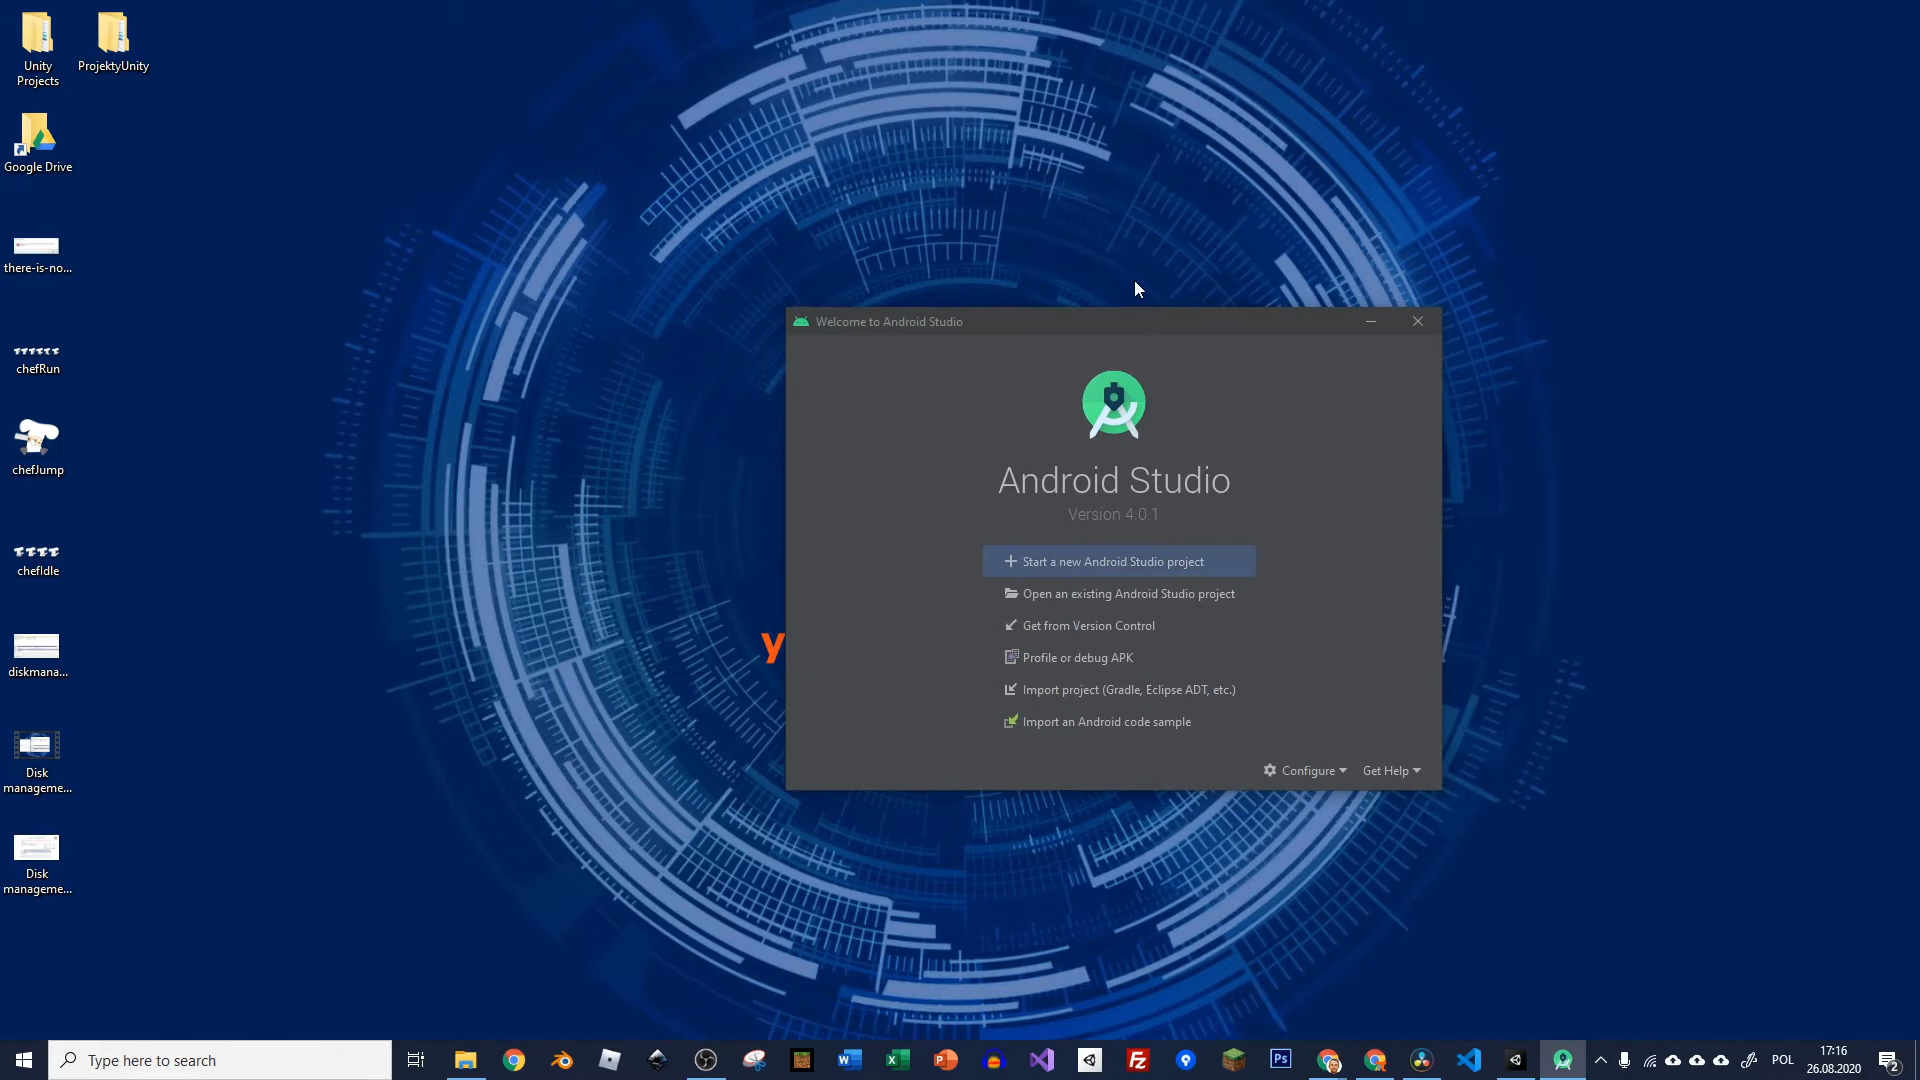 Unity
Projects
ProjektyUnity
Google Drive
there-is-no...
chefRun
chefJump
chefIdle
diskmana...
Disk
manageme...
Disk
manageme...
y
Welcome to Android Studio
Android Studio
Version 4.0.1
Start a new Android Studio project
Open an existing Android Studio project
Get from Version Control
Profile or debug APK
Import project (Gradle, Eclipse ADT, etc.)
Import an Android code sample
Configure
Get Help
Type here to search
POL
17:16
26.08.2020
2